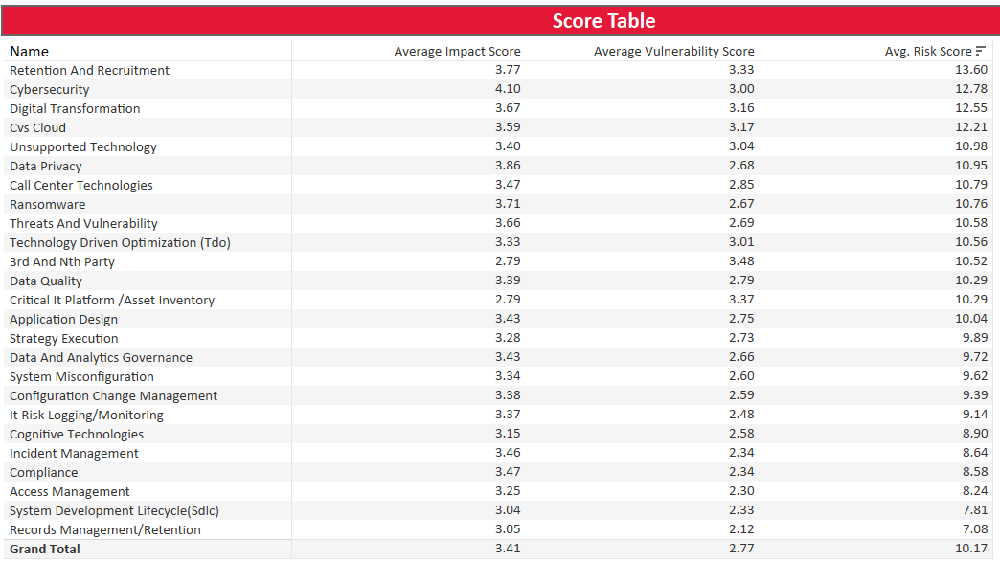 Score Table
Name Average Impact Score Average Vulnerability Score Avg. Risk Score
Retention And Recruitment 3.77 3.33 13.60
Cybersecurity 4.10 3.00 12.78
Digital Transformation 3.67 3.16 12.55
Cvs Cloud 3.59 3.17 12.21
Unsupported Technology 3.40 3.04 10.98
Data Privacy 3.86 2.68 10.95
Call Center Technologies 3.47 2.85 10.79
Ransomware 3.71 2.67 10.76
Threats And Vulnerability 3.66 2.69 10.58
Technology Driven Optimization (Tdo) 3.33 3.01 10.56
3rd And Nth Party 2.79 3.48 10.52
Data Quality 3.39 2.79 10.29
Critical It Platform /Asset Inventory 2.79 3.37 10.29
Application Design 3.43 2.75 10.04
Strategy Execution 3.28 2.73 9.89
Data And Analytics Governance 3.43 2.66 9.72
System Misconfiguration 3.34 2.60 9.62
Configuration Change Management 3.38 2.59 9.39
It Risk Logging/Monitoring 3.37 2.48 9.14
Cognitive Technologies 3.15 2.58 8.90
Incident Management 3.46 2.34 8.64
Compliance 3.47 2.34 8.58
Access Management 3.25 2.30 8.24
System Development Lifecycle(Sdlc) 3.04 2.33 7.81
Records Management/Retention 3.05 2.12 7.08
Grand Total 3.41 2.77 10.17